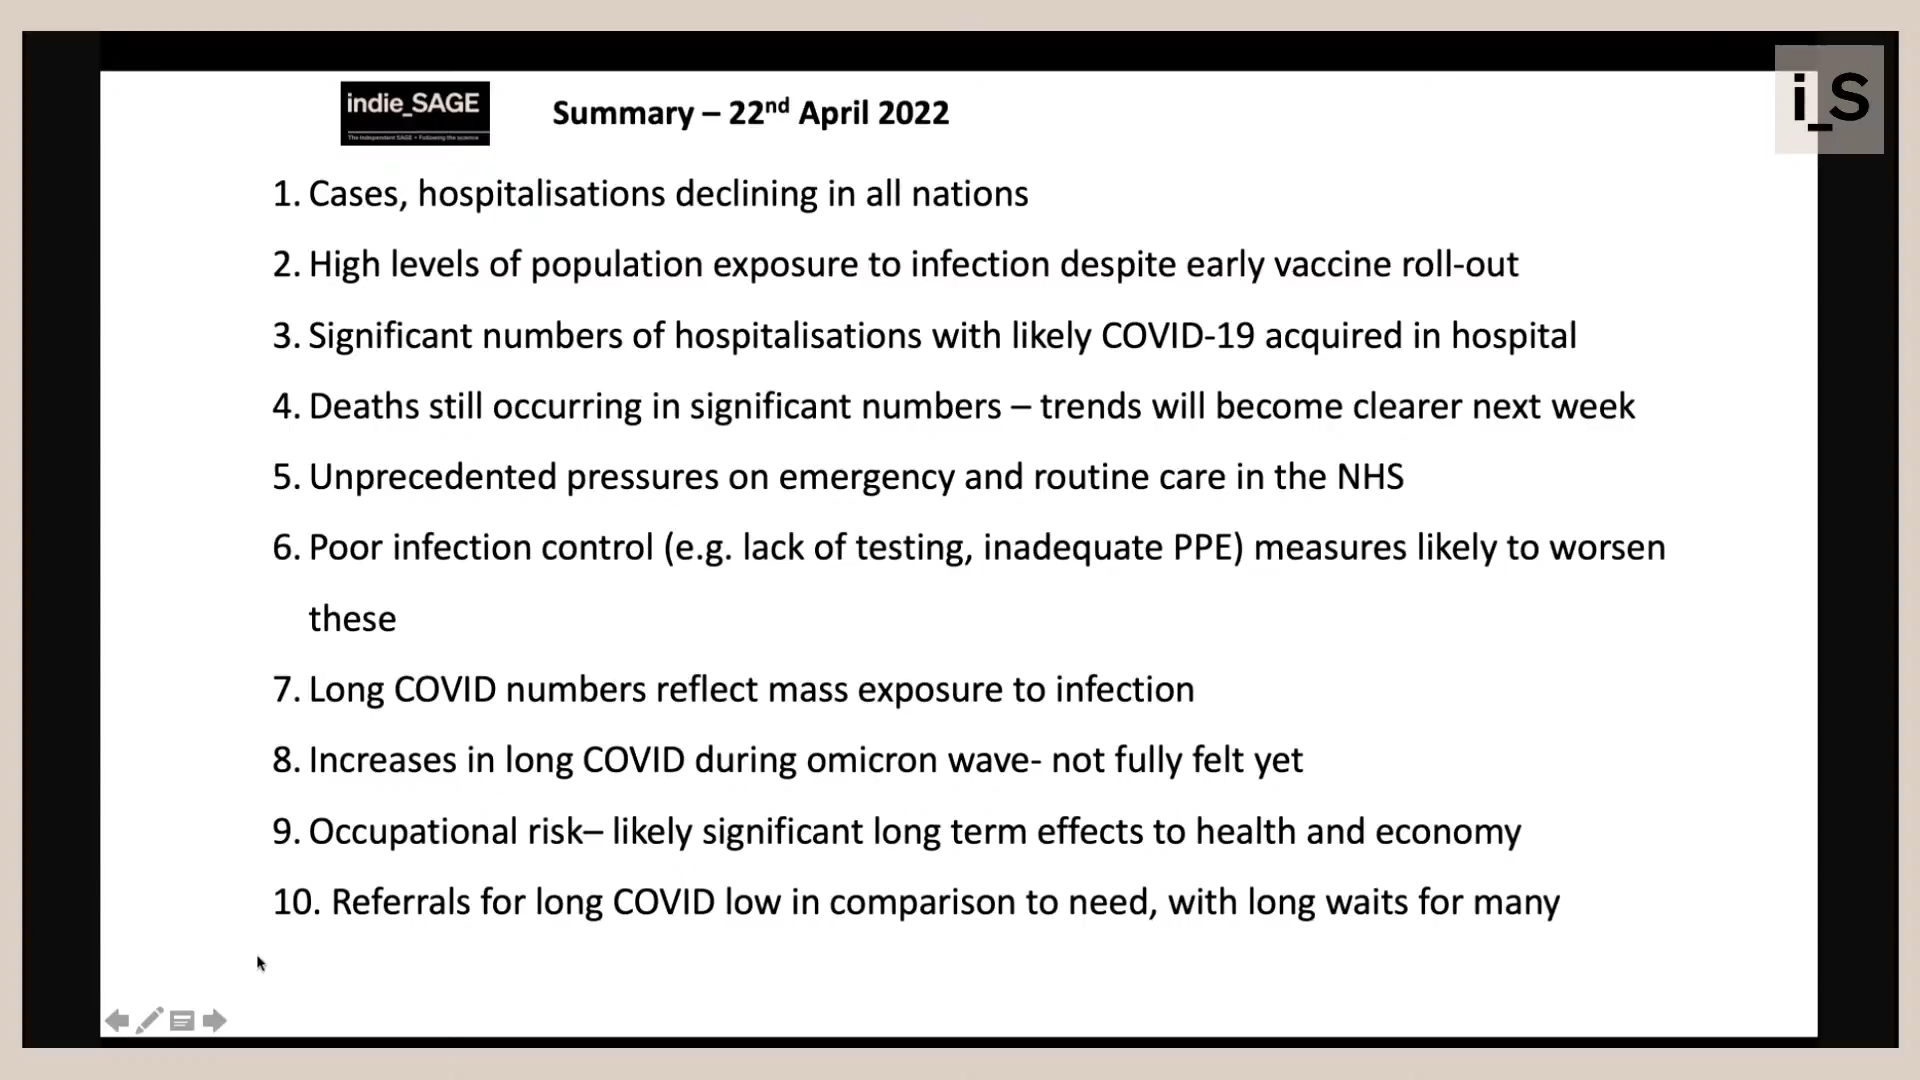 indie_SAGE
The Independent SAGE • Following the science
Summary – 22nd April 2022
i_S
1. Cases, hospitalisations declining in all nations
2. High levels of population exposure to infection despite early vaccine roll-out
3. Significant numbers of hospitalisations with likely COVID-19 acquired in hospital
4. Deaths still occurring in significant numbers – trends will become clearer next week
5. Unprecedented pressures on emergency and routine care in the NHS
6. Poor infection control (e.g. lack of testing, inadequate PPE) measures likely to worsen
these
7. Long COVID numbers reflect mass exposure to infection
8. Increases in long COVID during omicron wave- not fully felt yet
9. Occupational risk– likely significant long term effects to health and economy
10. Referrals for long COVID low in comparison to need, with long waits for many